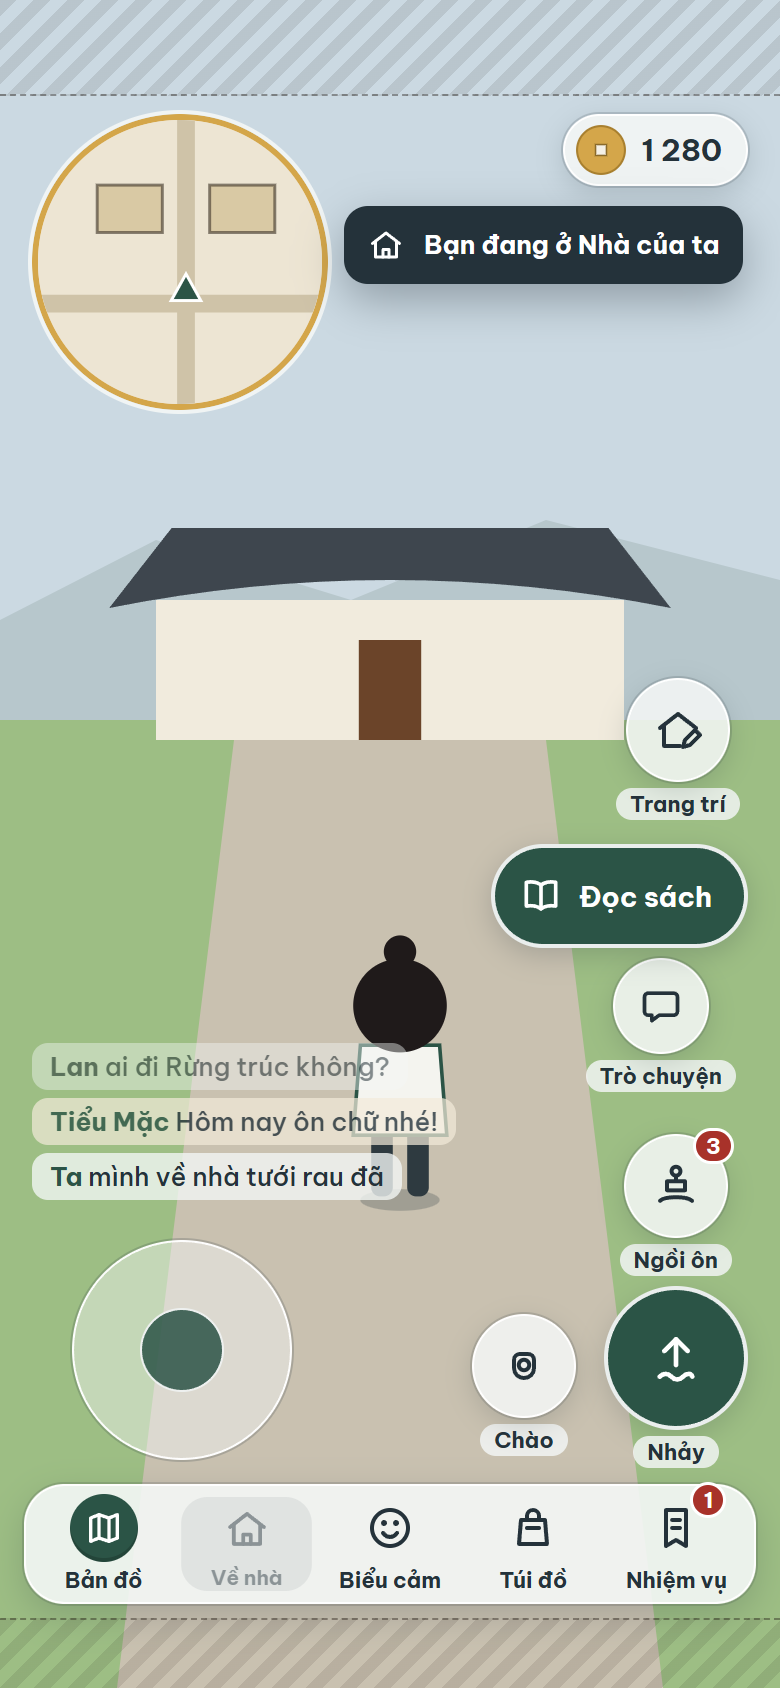 1 280
Bạn đang ở Nhà của ta
Trang trí
Đọc sách
Trò chuyện
Lan ai đi Rừng trúc không?
Tiểu Mặc Hôm nay ôn chữ nhé!
Ta mình về nhà tưới rau đã
3
Ngồi ôn
Chào
Nhảy
1
Bản đồ
Về nhà
Biểu cảm
Túi đồ
Nhiệm vụ